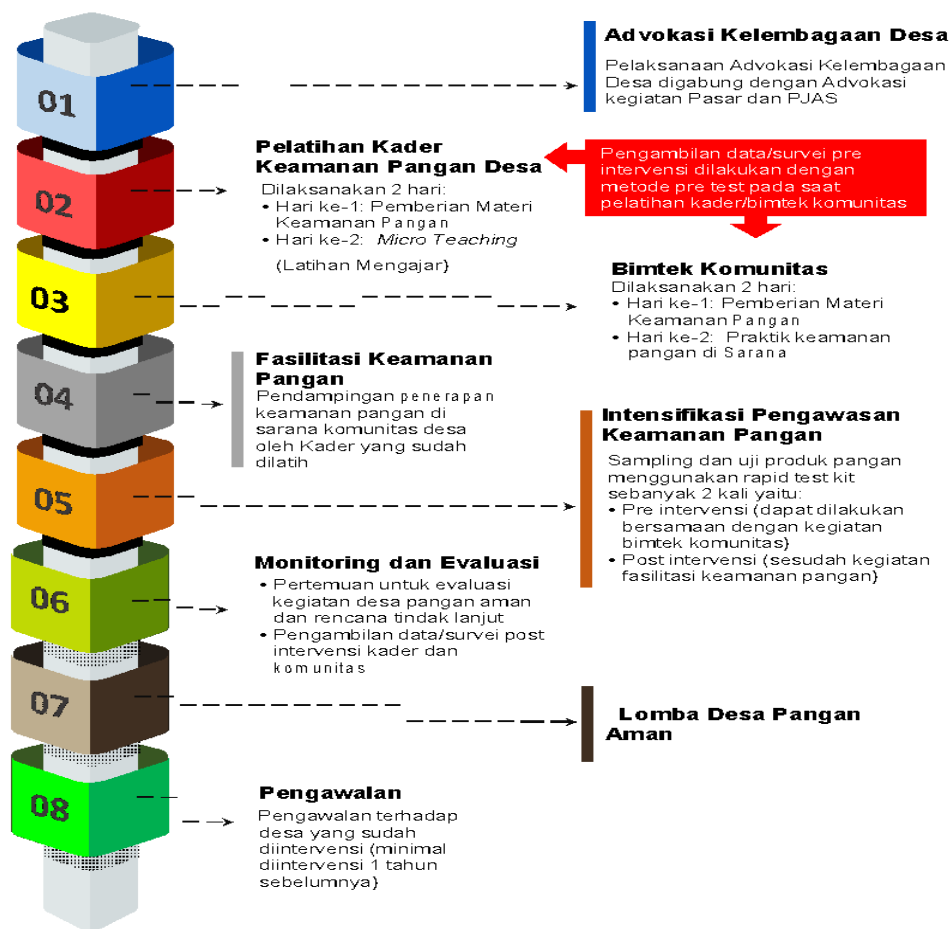 01
Advokasi Kelembagaan Desa
Pelaksanaan Advokasi Kelembagaan
Desa digabung dengan Advokasi
kegiatan Pasar dan PJAS
02
Pelatihan Kader
Keamanan Pangan Desa
Dilaksanakan 2 hari:
• Hari ke-1: Pemberian Materi
Keamanan Pangan
• Hari ke-2: Micro Teaching
(Latihan Mengajar}
Pengambilan data/survei pre
intervensi dilakukan dengan
metode pre test pada saat
pelatihan kader/bimtek komunitas
03
Bimtek Komunitas
Dilaksanakan 2 hari:
• Hari ke-1: Pemberian Materi
Keamanan Pangan
• Hari ke-2: Praktik keamanan
pangan di Sarana
04
Fasilitasi Keamanan
Pangan
Pendampingan penerapan
keamanan pangan di
sarana komunitas desa
oleh Kader yang sudah
dilatih
05
Intensifikasi Pengawasan
Keamanan Pangan
Sampling dan uji produk pangan
menggunakan rapid test kit
sebanyak 2 kali yaitu:
• Pre intervensi (dapat dilakukan
bersamaan dengan kegiatan
bimtek komunitas}
• Post intervensi (sesudah kegiatan
fasilitasi keamanan pangan}
06
Monitoring dan Evaluasi
• Pertemuan untuk evaluasi
kegiatan desa pangan aman
dan rencana tindak lanjut
• Pengambilan data/survei post
intervensi kader dan
komunitas
07
Lomba Desa Pangan
Aman
08
Pengawalan
Pengawalan terhadap
desa yang sudah
diintervensi (minimal
diintervensi 1 tahun
sebelumnya}